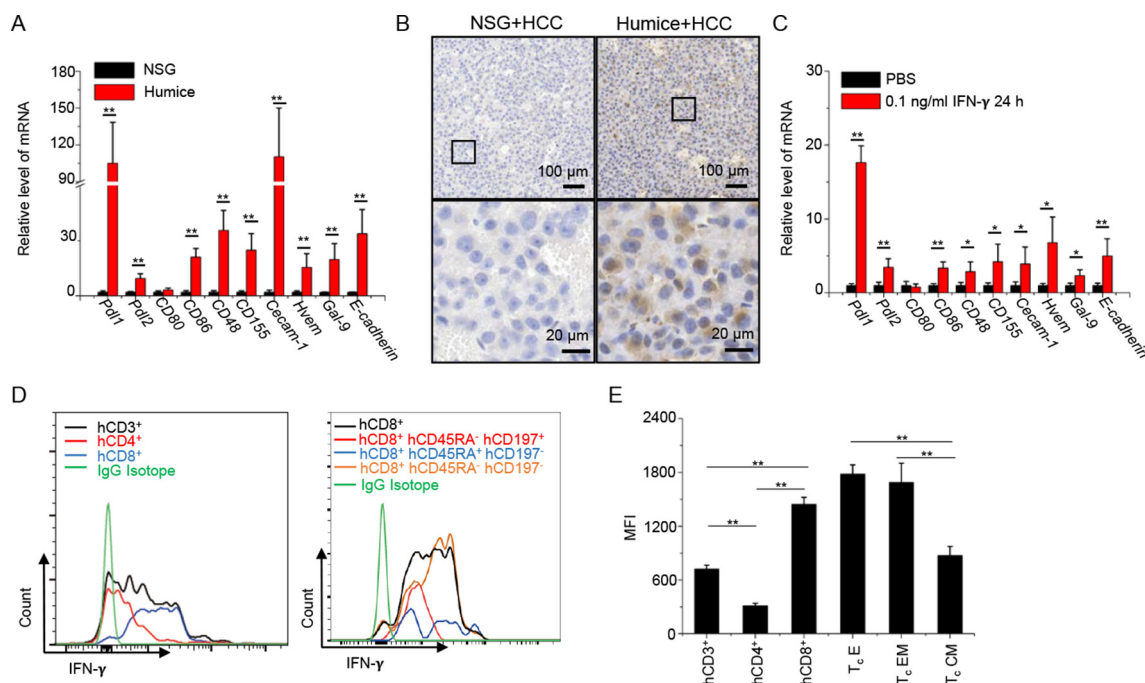 A
NSG
Humice
Relative level of mRNA
180
150
120
90
30
0
**
**
**
**
**
**
**
**
**
Pdl1
Pdl2
CD80
CD86
CD48
CD155
Cecam-1
Hvem
Gal-9
E-cadherin
B
NSG+HCC
Humice+HCC
100 μm
100 μm
20 μm
20 μm
C
PBS
0.1 ng/ml IFN-γ 24 h
Relative level of mRNA
30
20
10
0
**
**
**
*
*
*
*
*
**
Pdl1
Pdl2
CD80
CD86
CD48
CD155
Cecam-1
Hvem
Gal-9
E-cadherin
D
hCD3⁺
hCD4⁺
hCD8⁺
IgG Isotope
Count
IFN-γ
hCD8⁺
hCD8⁺ hCD45RA⁻ hCD197⁺
hCD8⁺ hCD45RA⁺ hCD197⁻
hCD8⁺ hCD45RA⁻ hCD197⁻
IgG Isotope
Count
IFN-γ
E
MFI
2400
1800
1200
600
0
**
**
**
**
**
hCD3⁺
hCD4⁺
hCD8⁺
T꜀ E
T꜀ EM
T꜀ CM